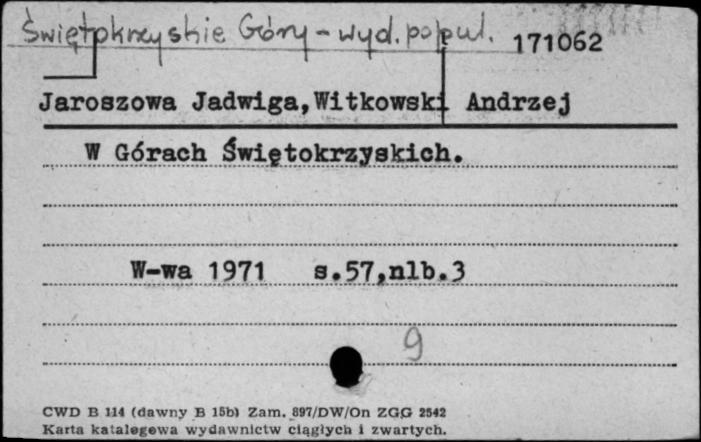 Świętokrzyskie Góry - wyd. popul. 171062
Jaroszowa Jadwiga,Witkowski Andrzej
W Górach Świętokrzyskich.
W-wa 1971 s.57,nlb.3
9
CWD B 114 (dawny B 15b) Zam. 897/DW/On ZGG 2542
Karta katalegowa wydawnictw ciągłych i zwartych.